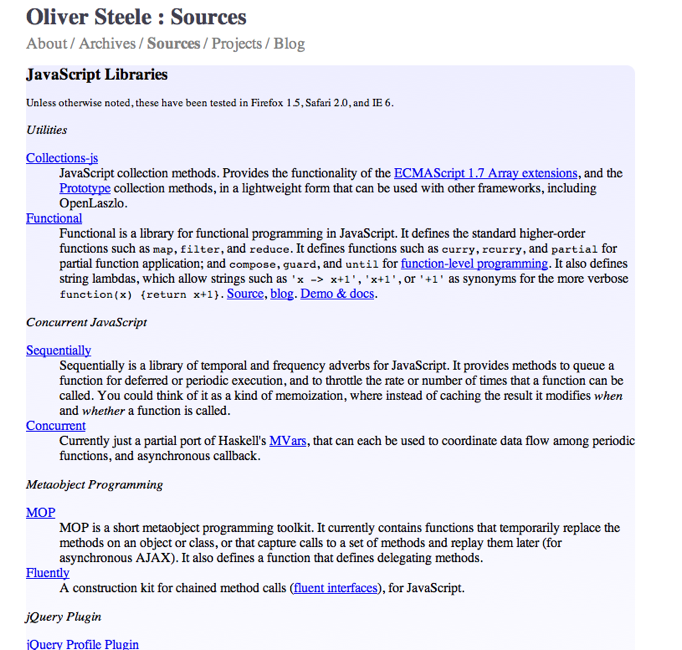 Oliver Steele : Sources
About / Archives / Sources / Projects / Blog
JavaScript Libraries
Unless otherwise noted, these have been tested in Firefox 1.5, Safari 2.0, and IE 6.
Utilities
Collections-js
JavaScript collection methods. Provides the functionality of the ECMAScript 1.7 Array extensions, and the
Prototype collection methods, in a lightweight form that can be used with other frameworks, including
OpenLaszlo.
Functional
Functional is a library for functional programming in JavaScript. It defines the standard higher-order
functions such as map, filter, and reduce. It defines functions such as curry, rcurry, and partial for
partial function application; and compose, guard, and until for function-level programming. It also defines
string lambdas, which allow strings such as 'x -> x+1', 'x+1', or '+1' as synonyms for the more verbose
function(x) {return x+1}. Source, blog. Demo & docs.
Concurrent JavaScript
Sequentially
Sequentially is a library of temporal and frequency adverbs for JavaScript. It provides methods to queue a
function for deferred or periodic execution, and to throttle the rate or number of times that a function can be
called. You could think of it as a kind of memoization, where instead of caching the result it modifies when
and whether a function is called.
Concurrent
Currently just a partial port of Haskell's MVars, that can each be used to coordinate data flow among periodic
functions, and asynchronous callback.
Metaobject Programming
MOP
MOP is a short metaobject programming toolkit. It currently contains functions that temporarily replace the
methods on an object or class, or that capture calls to a set of methods and replay them later (for
asynchronous AJAX). It also defines a function that defines delegating methods.
Fluently
A construction kit for chained method calls (fluent interfaces), for JavaScript.
jQuery Plugin
jQuery Profile Plugin